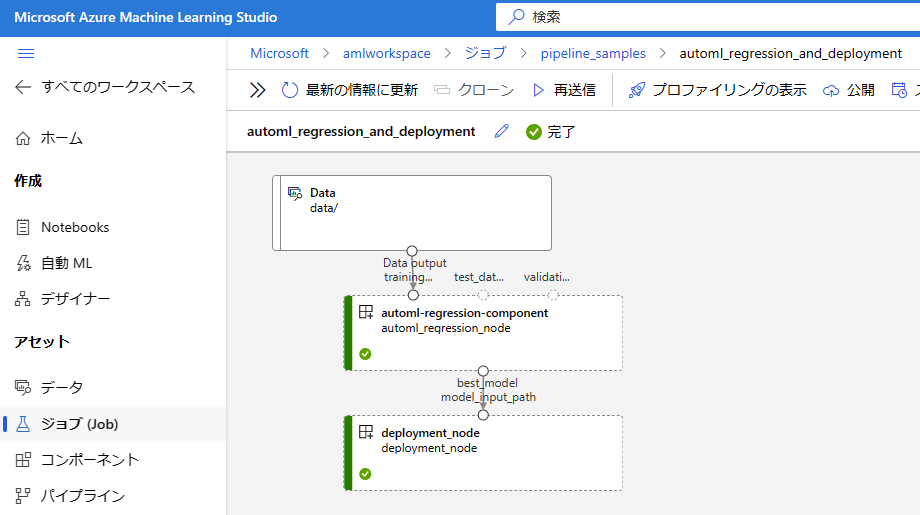 Microsoft Azure Machine Learning Studio
検索
すべてのワークスペース
ホーム
作成
Notebooks
自動 ML
デザイナー
アセット
データ
ジョブ (Job)
コンポーネント
パイプライン
Microsoft > amlworkspace > ジョブ > pipeline_samples > automl_regression_and_deployment
最新の情報に更新 クローン 再送信 プロファイリングの表示 公開
automl_regression_and_deployment 完了
Data
data/
Data output
training... test_dat... validati...
automl-regression-component
automl_regression_node
best_model
model_input_path
deployment_node
deployment_node